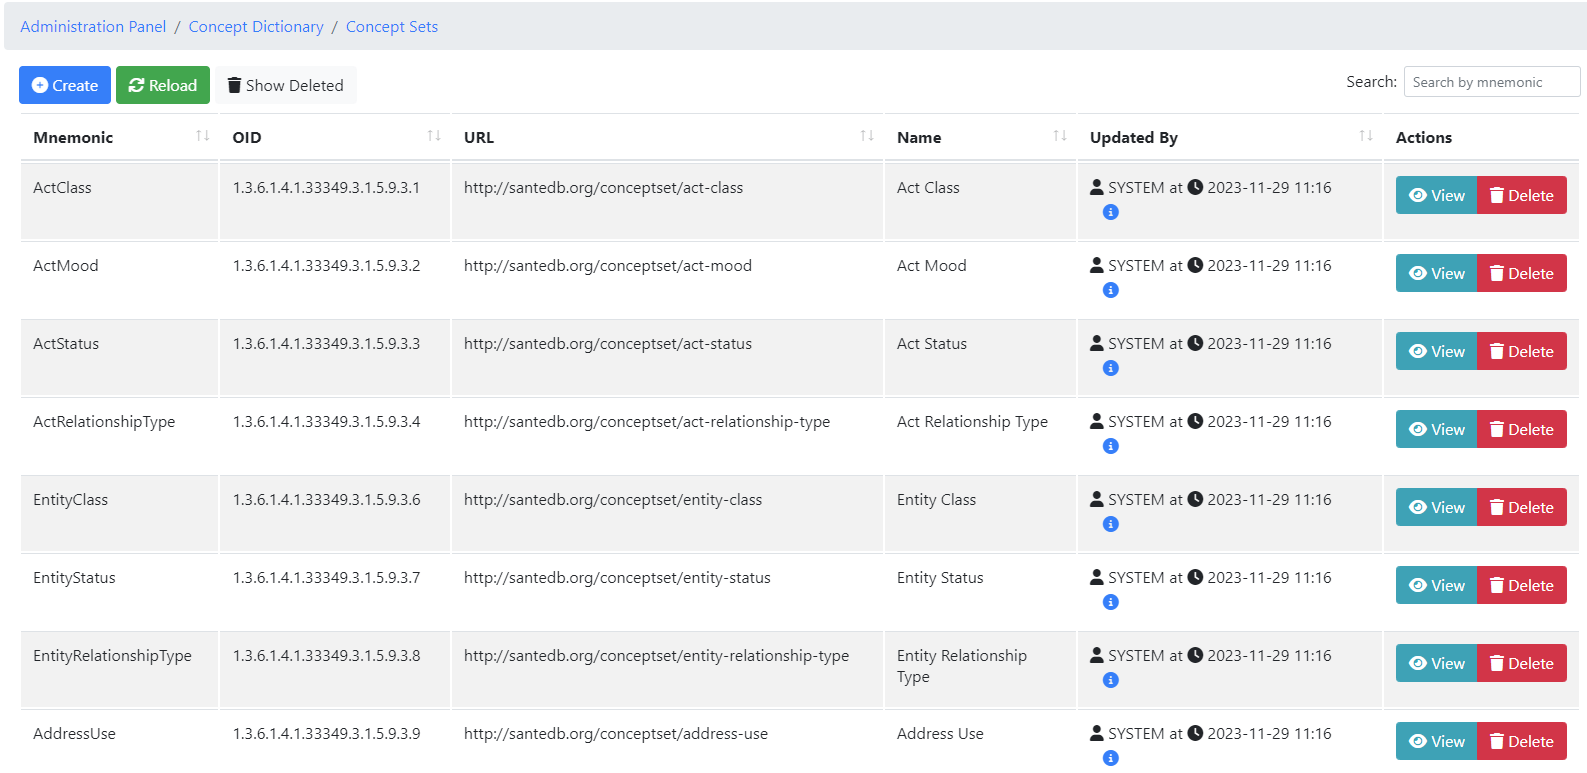 Administration Panel / Concept Dictionary / Concept Sets
Create Reload Show Deleted Search: Search by mnemonic
Mnemonic OID URL Name Updated By Actions
ActClass 1.3.6.1.4.1.33349.3.1.5.9.3.1 http://santedb.org/conceptset/act-class Act Class SYSTEM at 2023-11-29 11:16 View Delete
ActMood 1.3.6.1.4.1.33349.3.1.5.9.3.2 http://santedb.org/conceptset/act-mood Act Mood SYSTEM at 2023-11-29 11:16 View Delete
ActStatus 1.3.6.1.4.1.33349.3.1.5.9.3.3 http://santedb.org/conceptset/act-status Act Status SYSTEM at 2023-11-29 11:16 View Delete
ActRelationshipType 1.3.6.1.4.1.33349.3.1.5.9.3.4 http://santedb.org/conceptset/act-relationship-type Act Relationship Type SYSTEM at 2023-11-29 11:16 View Delete
EntityClass 1.3.6.1.4.1.33349.3.1.5.9.3.6 http://santedb.org/conceptset/entity-class Entity Class SYSTEM at 2023-11-29 11:16 View Delete
EntityStatus 1.3.6.1.4.1.33349.3.1.5.9.3.7 http://santedb.org/conceptset/entity-status Entity Status SYSTEM at 2023-11-29 11:16 View Delete
EntityRelationshipType 1.3.6.1.4.1.33349.3.1.5.9.3.8 http://santedb.org/conceptset/entity-relationship-type Entity Relationship SYSTEM at 2023-11-29 11:16 View Delete
Type
AddressUse 1.3.6.1.4.1.33349.3.1.5.9.3.9 http://santedb.org/conceptset/address-use Address Use SYSTEM at 2023-11-29 11:16 View Delete